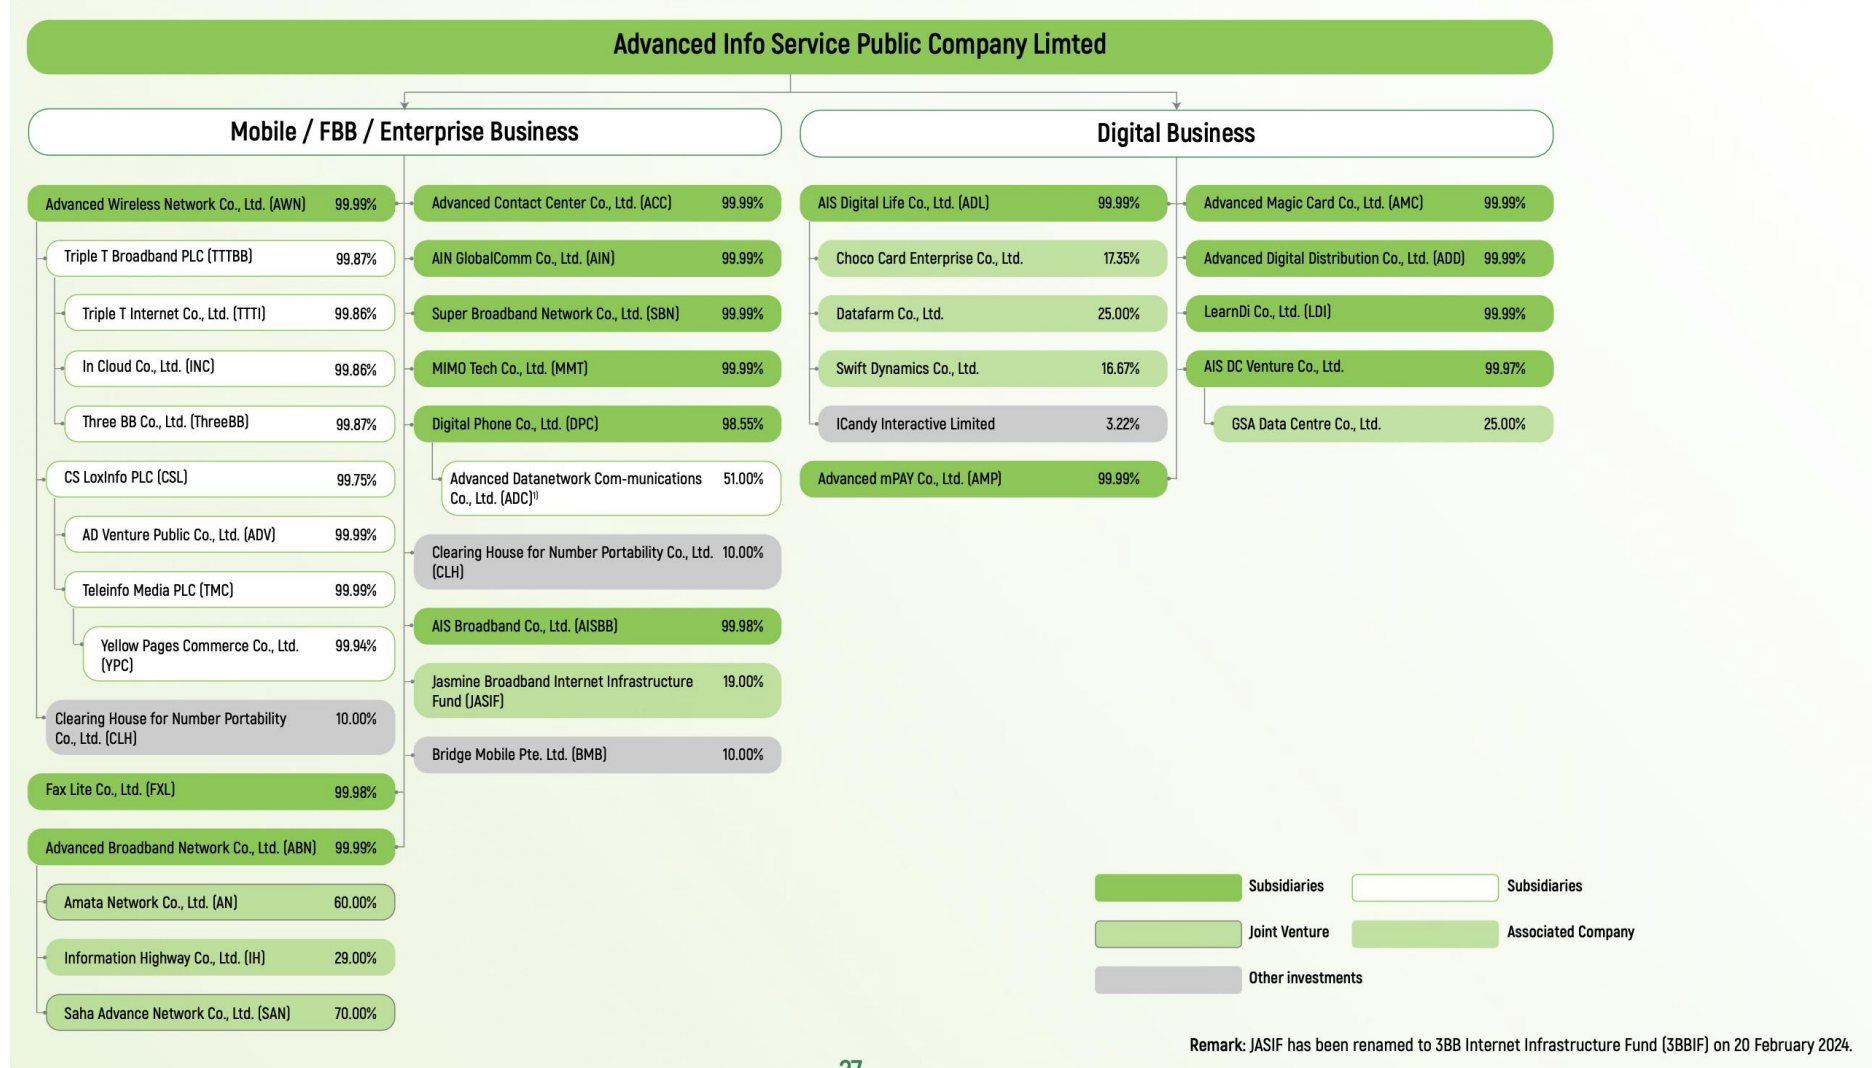 Advanced Info Service Public Company Limted
Mobile / FBB / Enterprise Business
Advanced Wireless Network Co., Ltd. (AWN) 99.99%
Triple T Broadband PLC (TTTBB) 99.87%
Triple T Internet Co., Ltd. (TTTI) 99.86%
In Cloud Co., Ltd. (INC) 99.86%
Three BB Co., Ltd. (ThreeBB) 99.87%
CS LoxInfo PLC (CSL) 99.75%
AD Venture Public Co., Ltd. (ADV) 99.99%
Teleinfo Media PLC (TMC) 99.99%
Yellow Pages Commerce Co., Ltd. 99.94%
(YPC)
Clearing House for Number Portability 10.00%
Co., Ltd. (CLH)
Fax Lite Co., Ltd. (FXL) 99.98%
Advanced Broadband Network Co., Ltd. (ABN) 99.99%
Amata Network Co., Ltd. (AN) 60.00%
Information Highway Co., Ltd. (IH) 29.00%
Saha Advance Network Co., Ltd. (SAN) 70.00%
Advanced Contact Center Co., Ltd. (ACC) 99.99%
AIN GlobalComm Co., Ltd. (AIN) 99.99%
Super Broadband Network Co., Ltd. (SBN) 99.99%
MIMO Tech Co., Ltd. (MMT) 99.99%
Digital Phone Co., Ltd. (DPC) 98.55%
Advanced Datanetwork Com-munications 51.00%
Co., Ltd. (ADC)¹⁾
Clearing House for Number Portability Co., Ltd. 10.00%
(CLH)
AIS Broadband Co., Ltd. (AISBB) 99.98%
Jasmine Broadband Internet Infrastructure 19.00%
Fund (JASIF)
Bridge Mobile Pte. Ltd. (BMB) 10.00%
Digital Business
AIS Digital Life Co., Ltd. (ADL) 99.99%
Choco Card Enterprise Co., Ltd. 17.35%
Datafarm Co., Ltd. 25.00%
Swift Dynamics Co., Ltd. 16.67%
ICandy Interactive Limited 3.22%
Advanced mPAY Co., Ltd. (AMP) 99.99%
Advanced Magic Card Co., Ltd. (AMC) 99.99%
Advanced Digital Distribution Co., Ltd. (ADD) 99.99%
LearnDi Co., Ltd. (LDI) 99.99%
AIS DC Venture Co., Ltd. 99.97%
GSA Data Centre Co., Ltd. 25.00%
Subsidiaries
Subsidiaries
Joint Venture
Associated Company
Other investments
Remark: JASIF has been renamed to 3BB Internet Infrastructure Fund (3BBIF) on 20 February 2024.